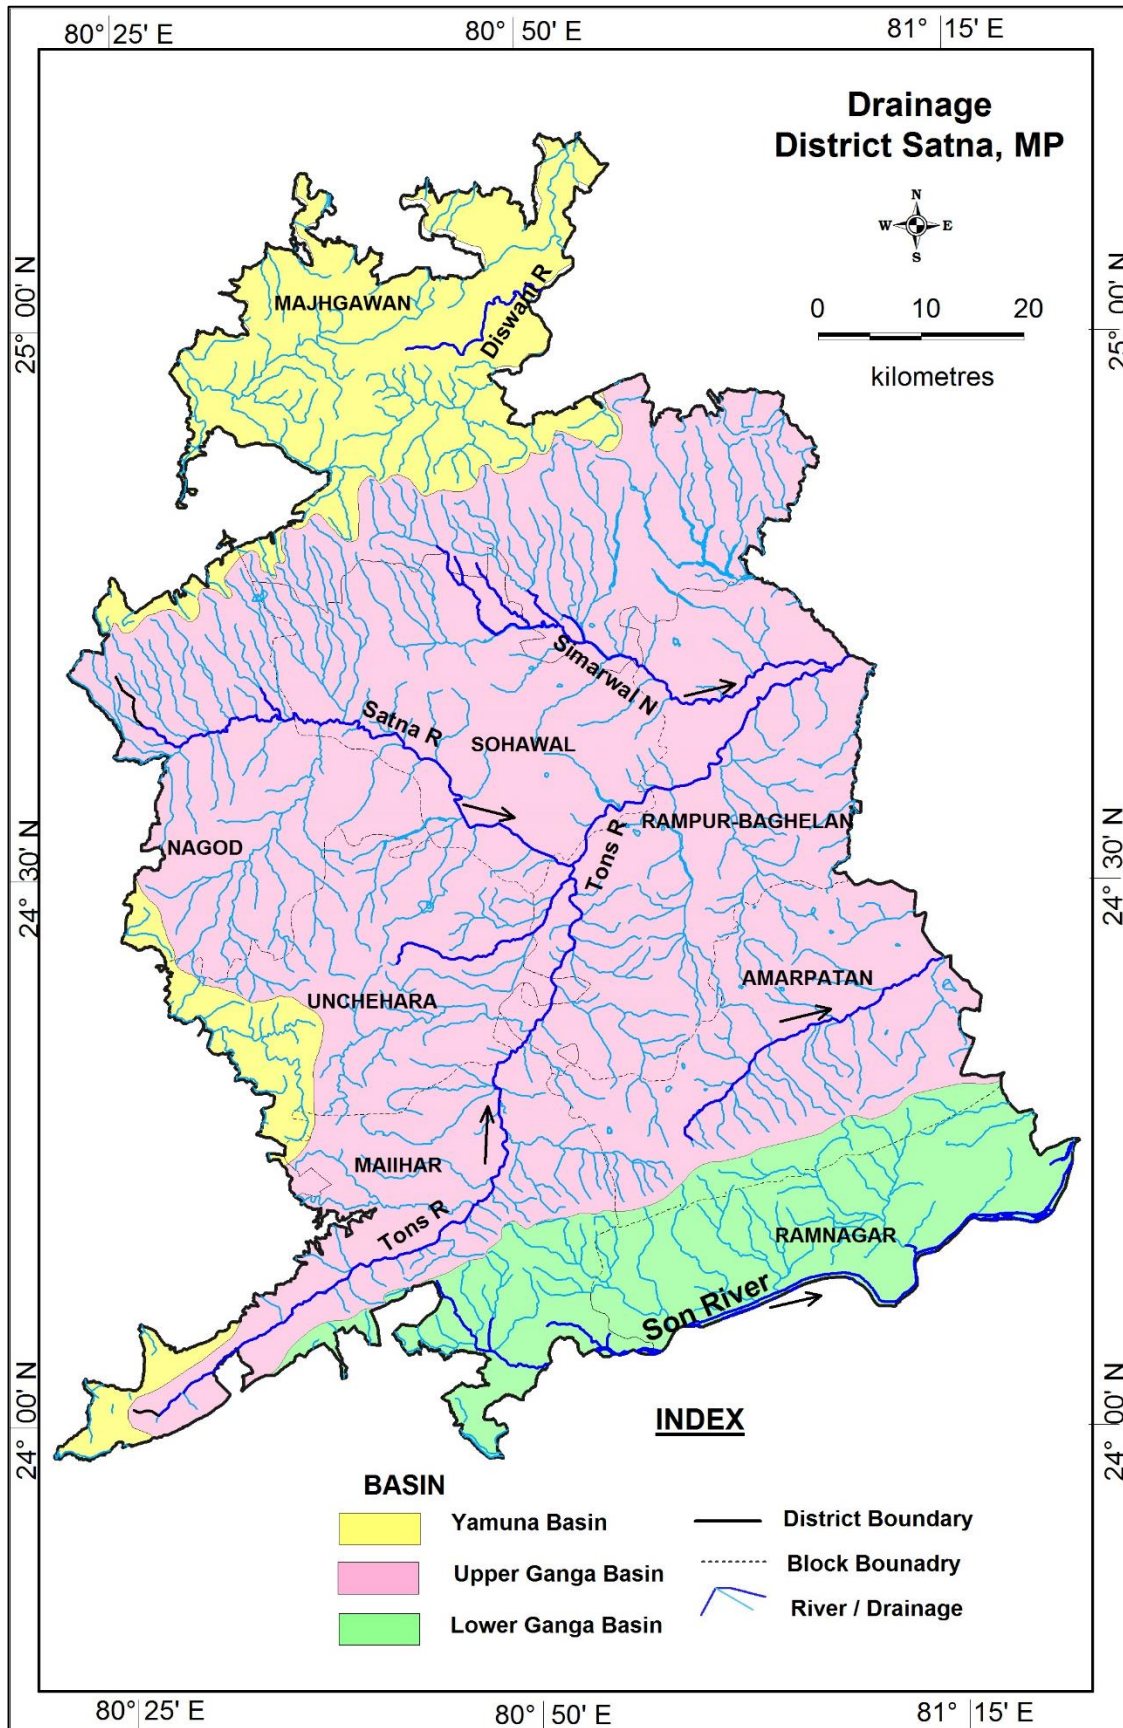 80° 25' E
80° 50' E
81° 15' E
Drainage
District Satna, MP
N
W E
S
25° 00' N
25° 00' N
0 10 20
kilometres
MAJHGAWAN
Diswant R
Simarwal N
Satna R
SOHAWAL
RAMPUR-BAGHELAN
NAGOD
Tons R
24° 30' N
24° 30' N
UNCHEHARA
AMARPATAN
MAIIHAR
Tons R
RAMNAGAR
Son River
24° 00' N
24° 00' N
INDEX
BASIN
Yamuna Basin
Upper Ganga Basin
Lower Ganga Basin
District Boundary
Block Bounadry
River / Drainage
80° 25' E
80° 50' E
81° 15' E